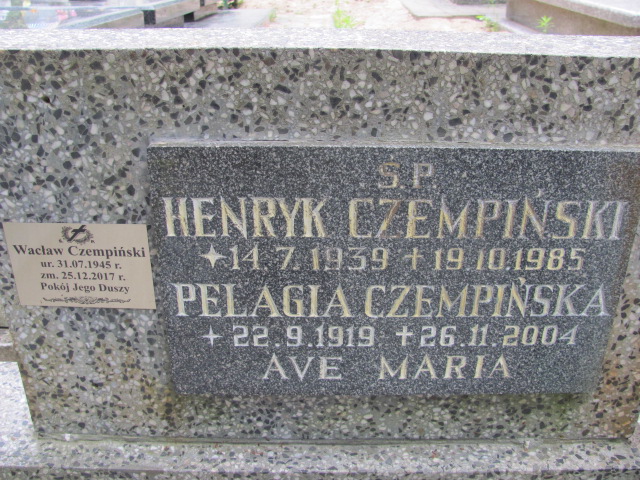 Wacław Czempiński
ur. 31.07.1945 r.
zm. 25.12.2017 r.
Pokój Jego Duszy
S.P.
HENRYK CZEMPIŃSKI
14.7.1939 + 19.10.1985
PELAGIA CZEMPIŃSKA
22.9.1919 + 26.11.2004
AVE MARIA